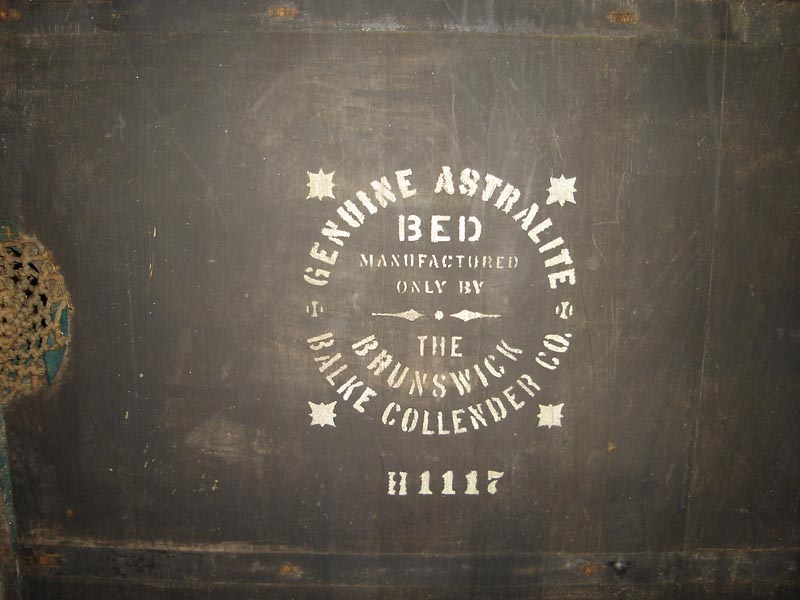 GENUINE ASTRALITE
BED
MANUFACTURED
ONLY BY
THE
BRUNSWICK
BALKE COLLENDER CO.
H1117